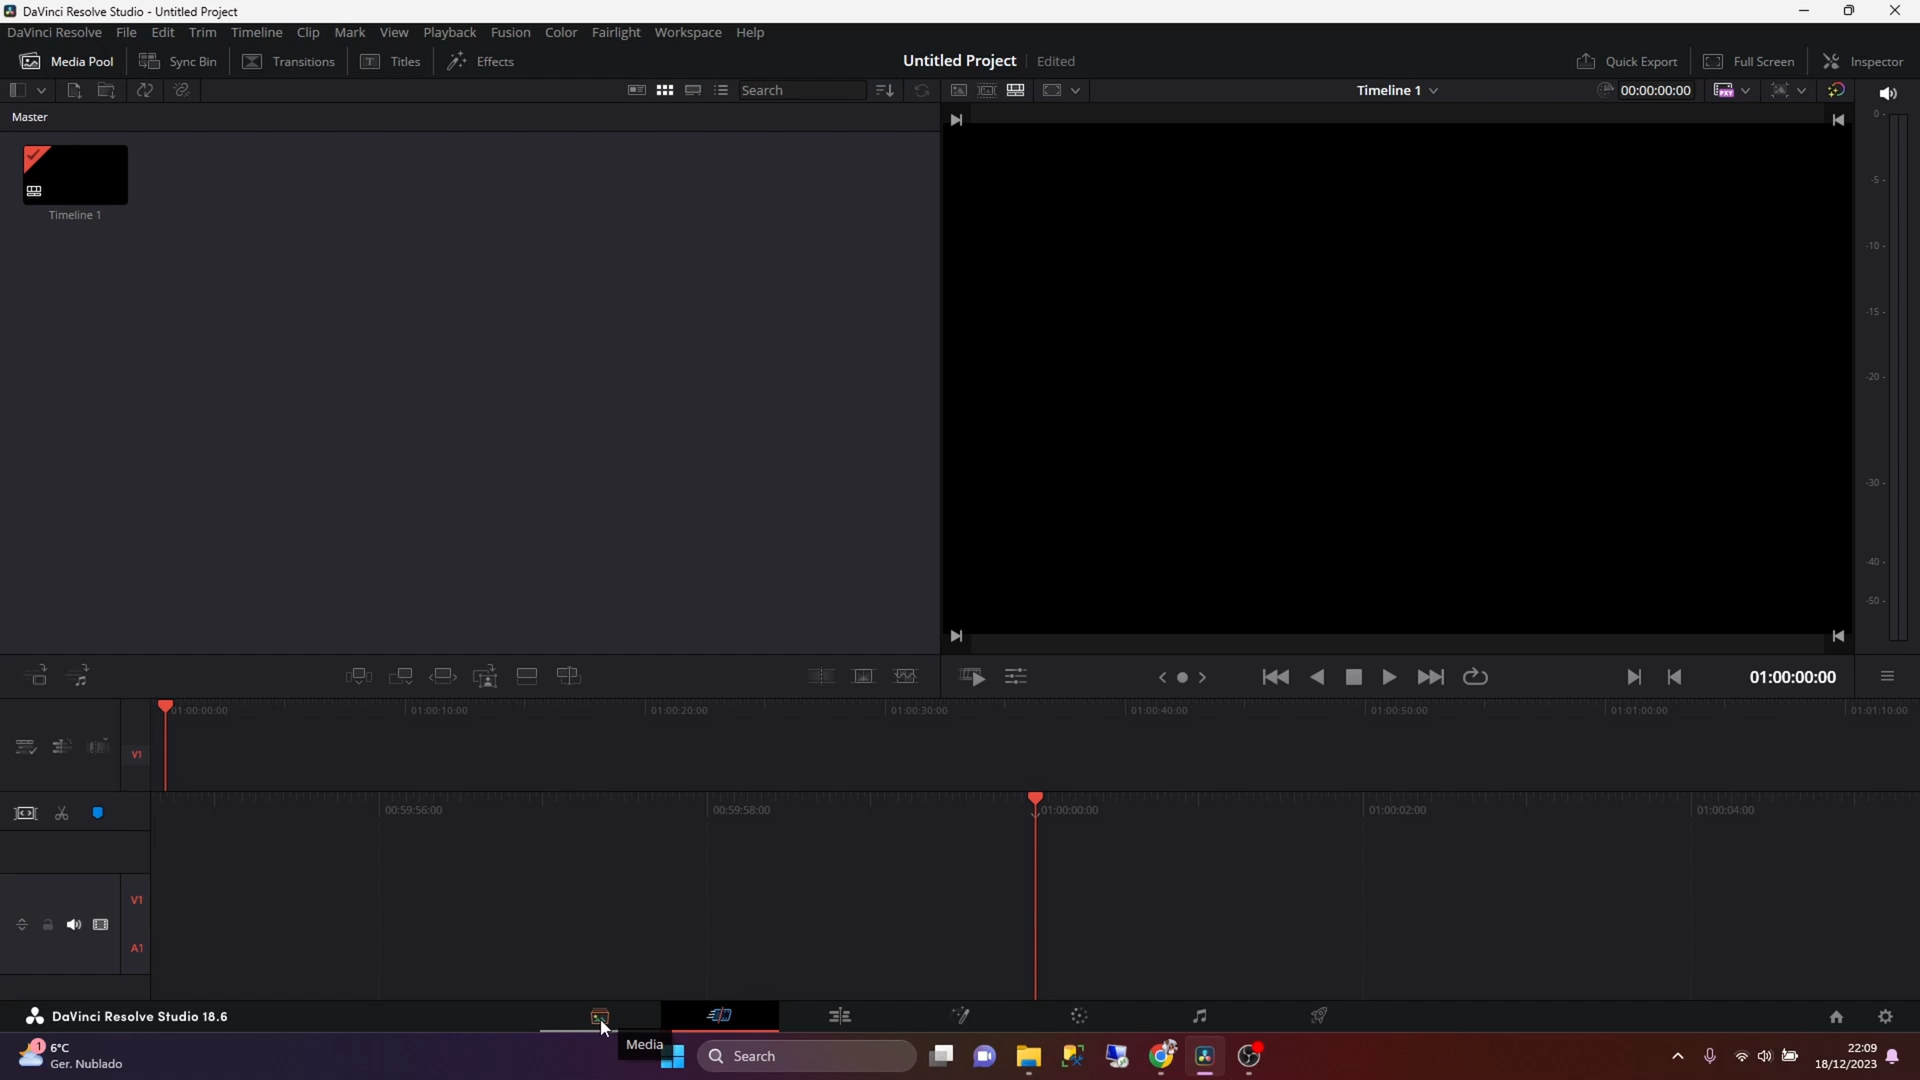 DaVinci Resolve Studio - Untitled Project
DaVinci Resolve File Edit Trim Timeline Clip Mark View Playback Fusion Color Fairlight Workspace Help
Media Pool Sync Bin Transitions Titles Effects Untitled Project Edited Quick Export Full Screen Inspector
Search Timeline 1 00:00:00:00 PXY
Master
0 -
-5 -
-10 -
-15 -
-20 -
-30 -
-40 -
-50 -
Timeline 1
01:00:00:00
01:00:00:00 01:00:10:00 01:00:20:00 01:00:30:00 01:00:40:00 01:00:50:00 01:01:00:00 01:01:10:00
V1
00:59:56:00 00:59:58:00 01:00:00:00 01:00:02:00 01:00:04:00
V1
A1
DaVinci Resolve Studio 18.6
Media
1
6°C
Ger. Nublado
Search
22:09
18/12/2023